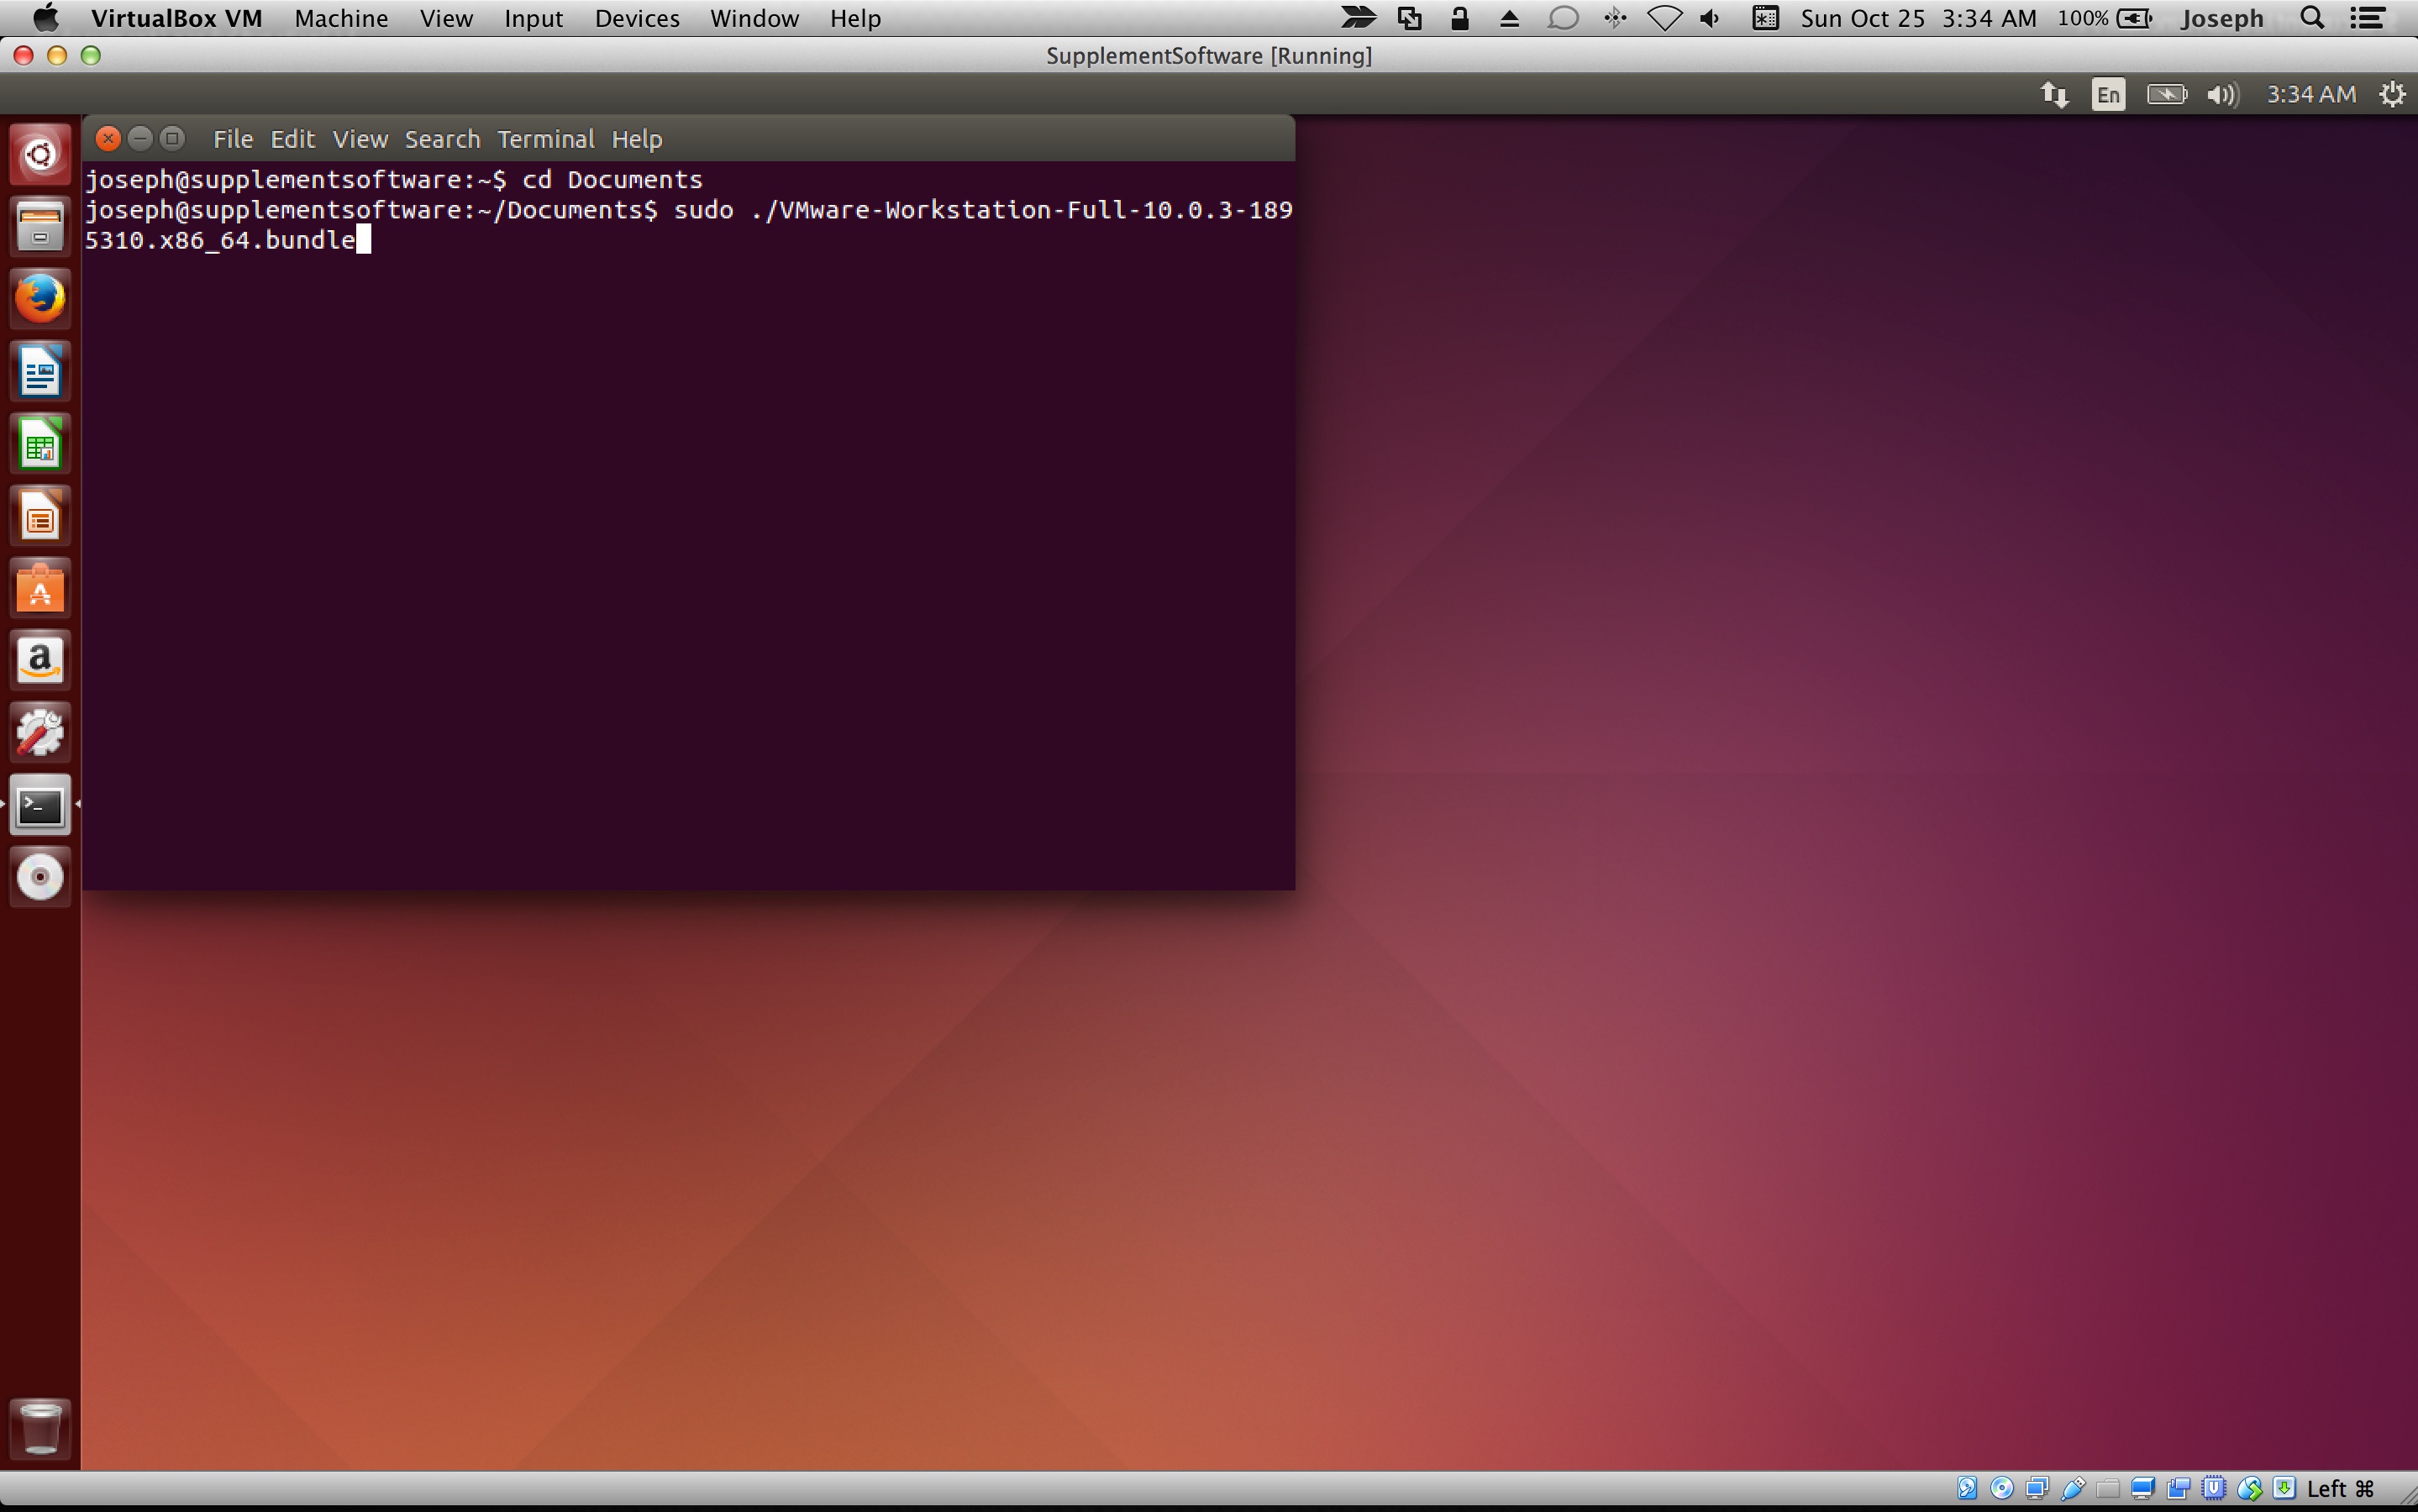 VirtualBox VM Machine View Input Devices Window Help Sun Oct 25 3:34 AM 100% Joseph
SupplementSoftware [Running]
En 3:34 AM
File Edit View Search Terminal Help
joseph@supplementsoftware:~$ cd Documents
joseph@supplementsoftware:~/Documents$ sudo ./VMware-Workstation-Full-10.0.3-189
5310.x86_64.bundle
Left ⌘